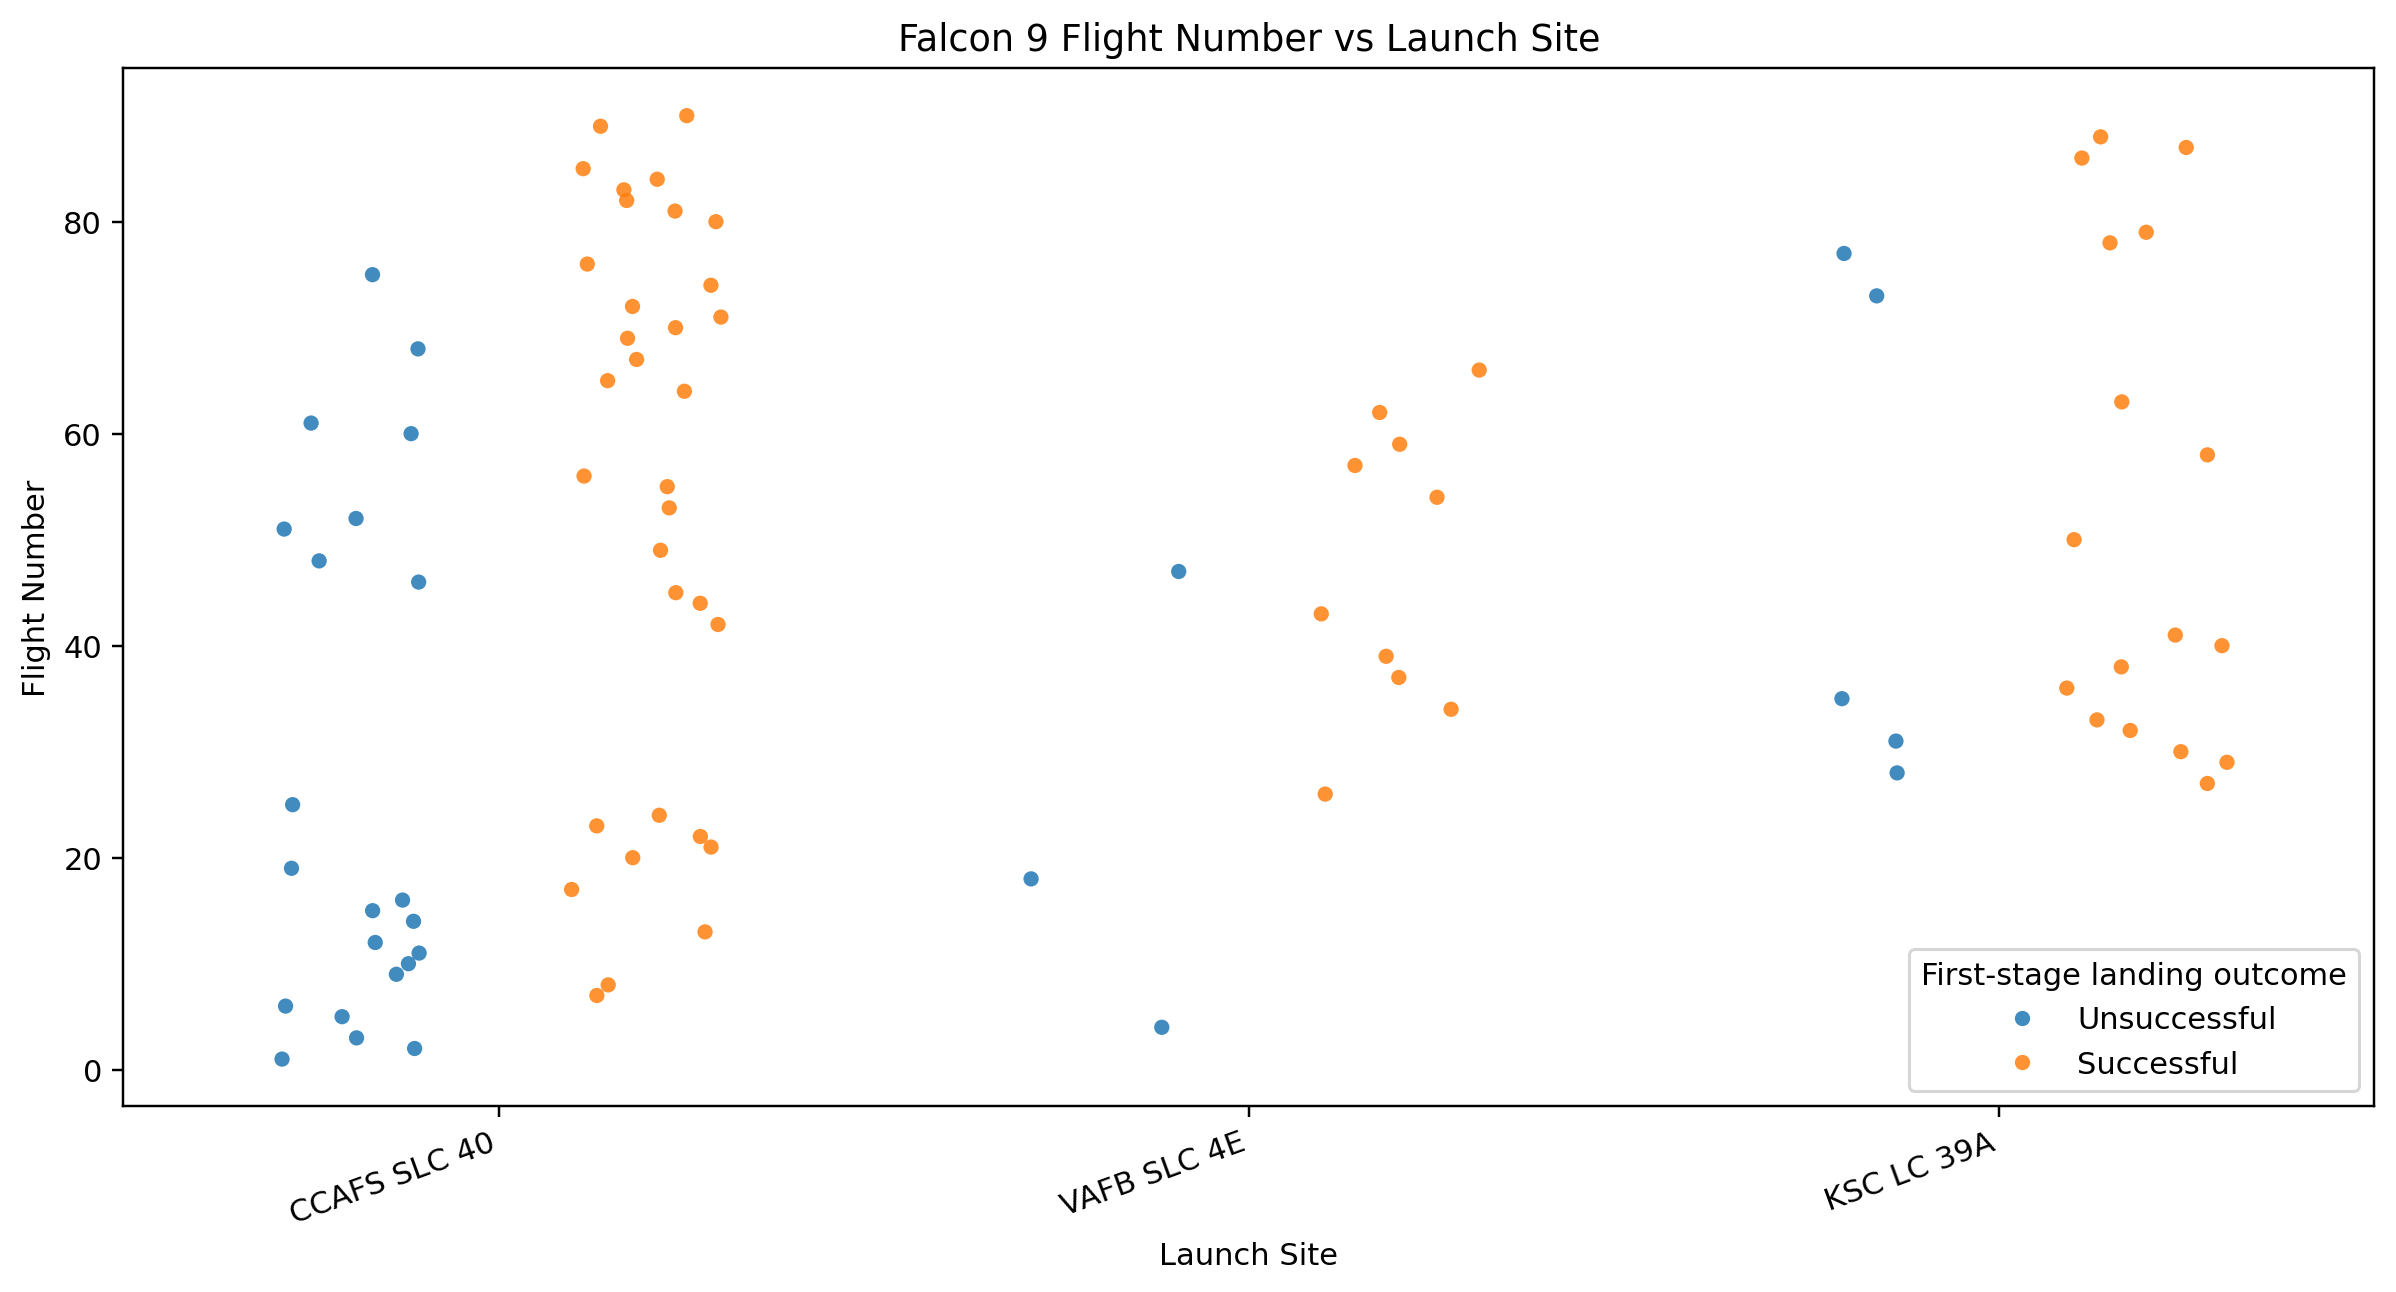 Falcon 9 Flight Number vs Launch Site
Flight Number
80
60
40
20
0
First-stage landing outcome
Unsuccessful
Successful
CCAFS SLC 40
VAFB SLC 4E
KSC LC 39A
Launch Site